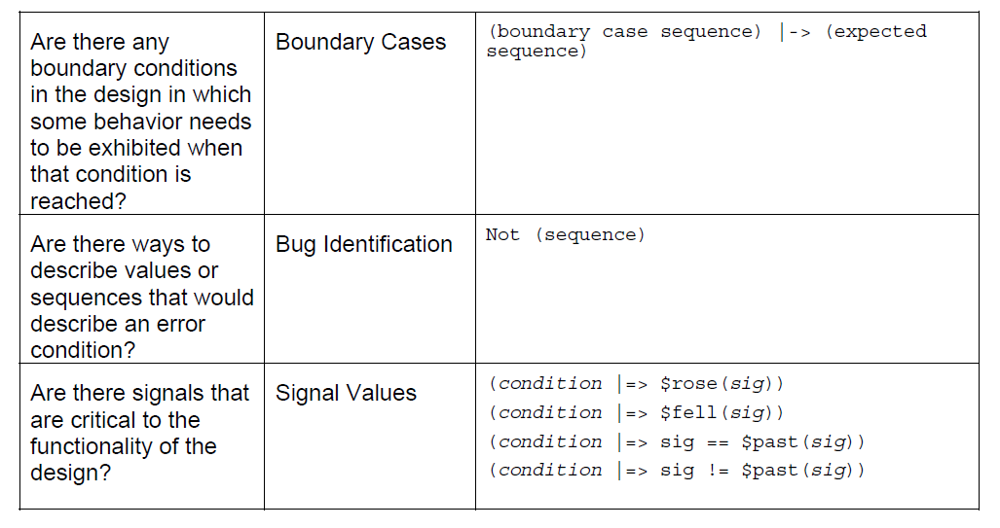 Are there any
boundary conditions
in the design in which
some behavior needs
to be exhibited when
that condition is
reached?
Boundary Cases
(boundary case sequence) |-> (expected
sequence)
Are there ways to
describe values or
sequences that would
describe an error
condition?
Bug Identification
Not (sequence)
Are there signals that
are critical to the
functionality of the
design?
Signal Values
(condition |=> $rose(sig))
(condition |=> $fell(sig))
(condition |=> sig == $past(sig))
(condition |=> sig != $past(sig))